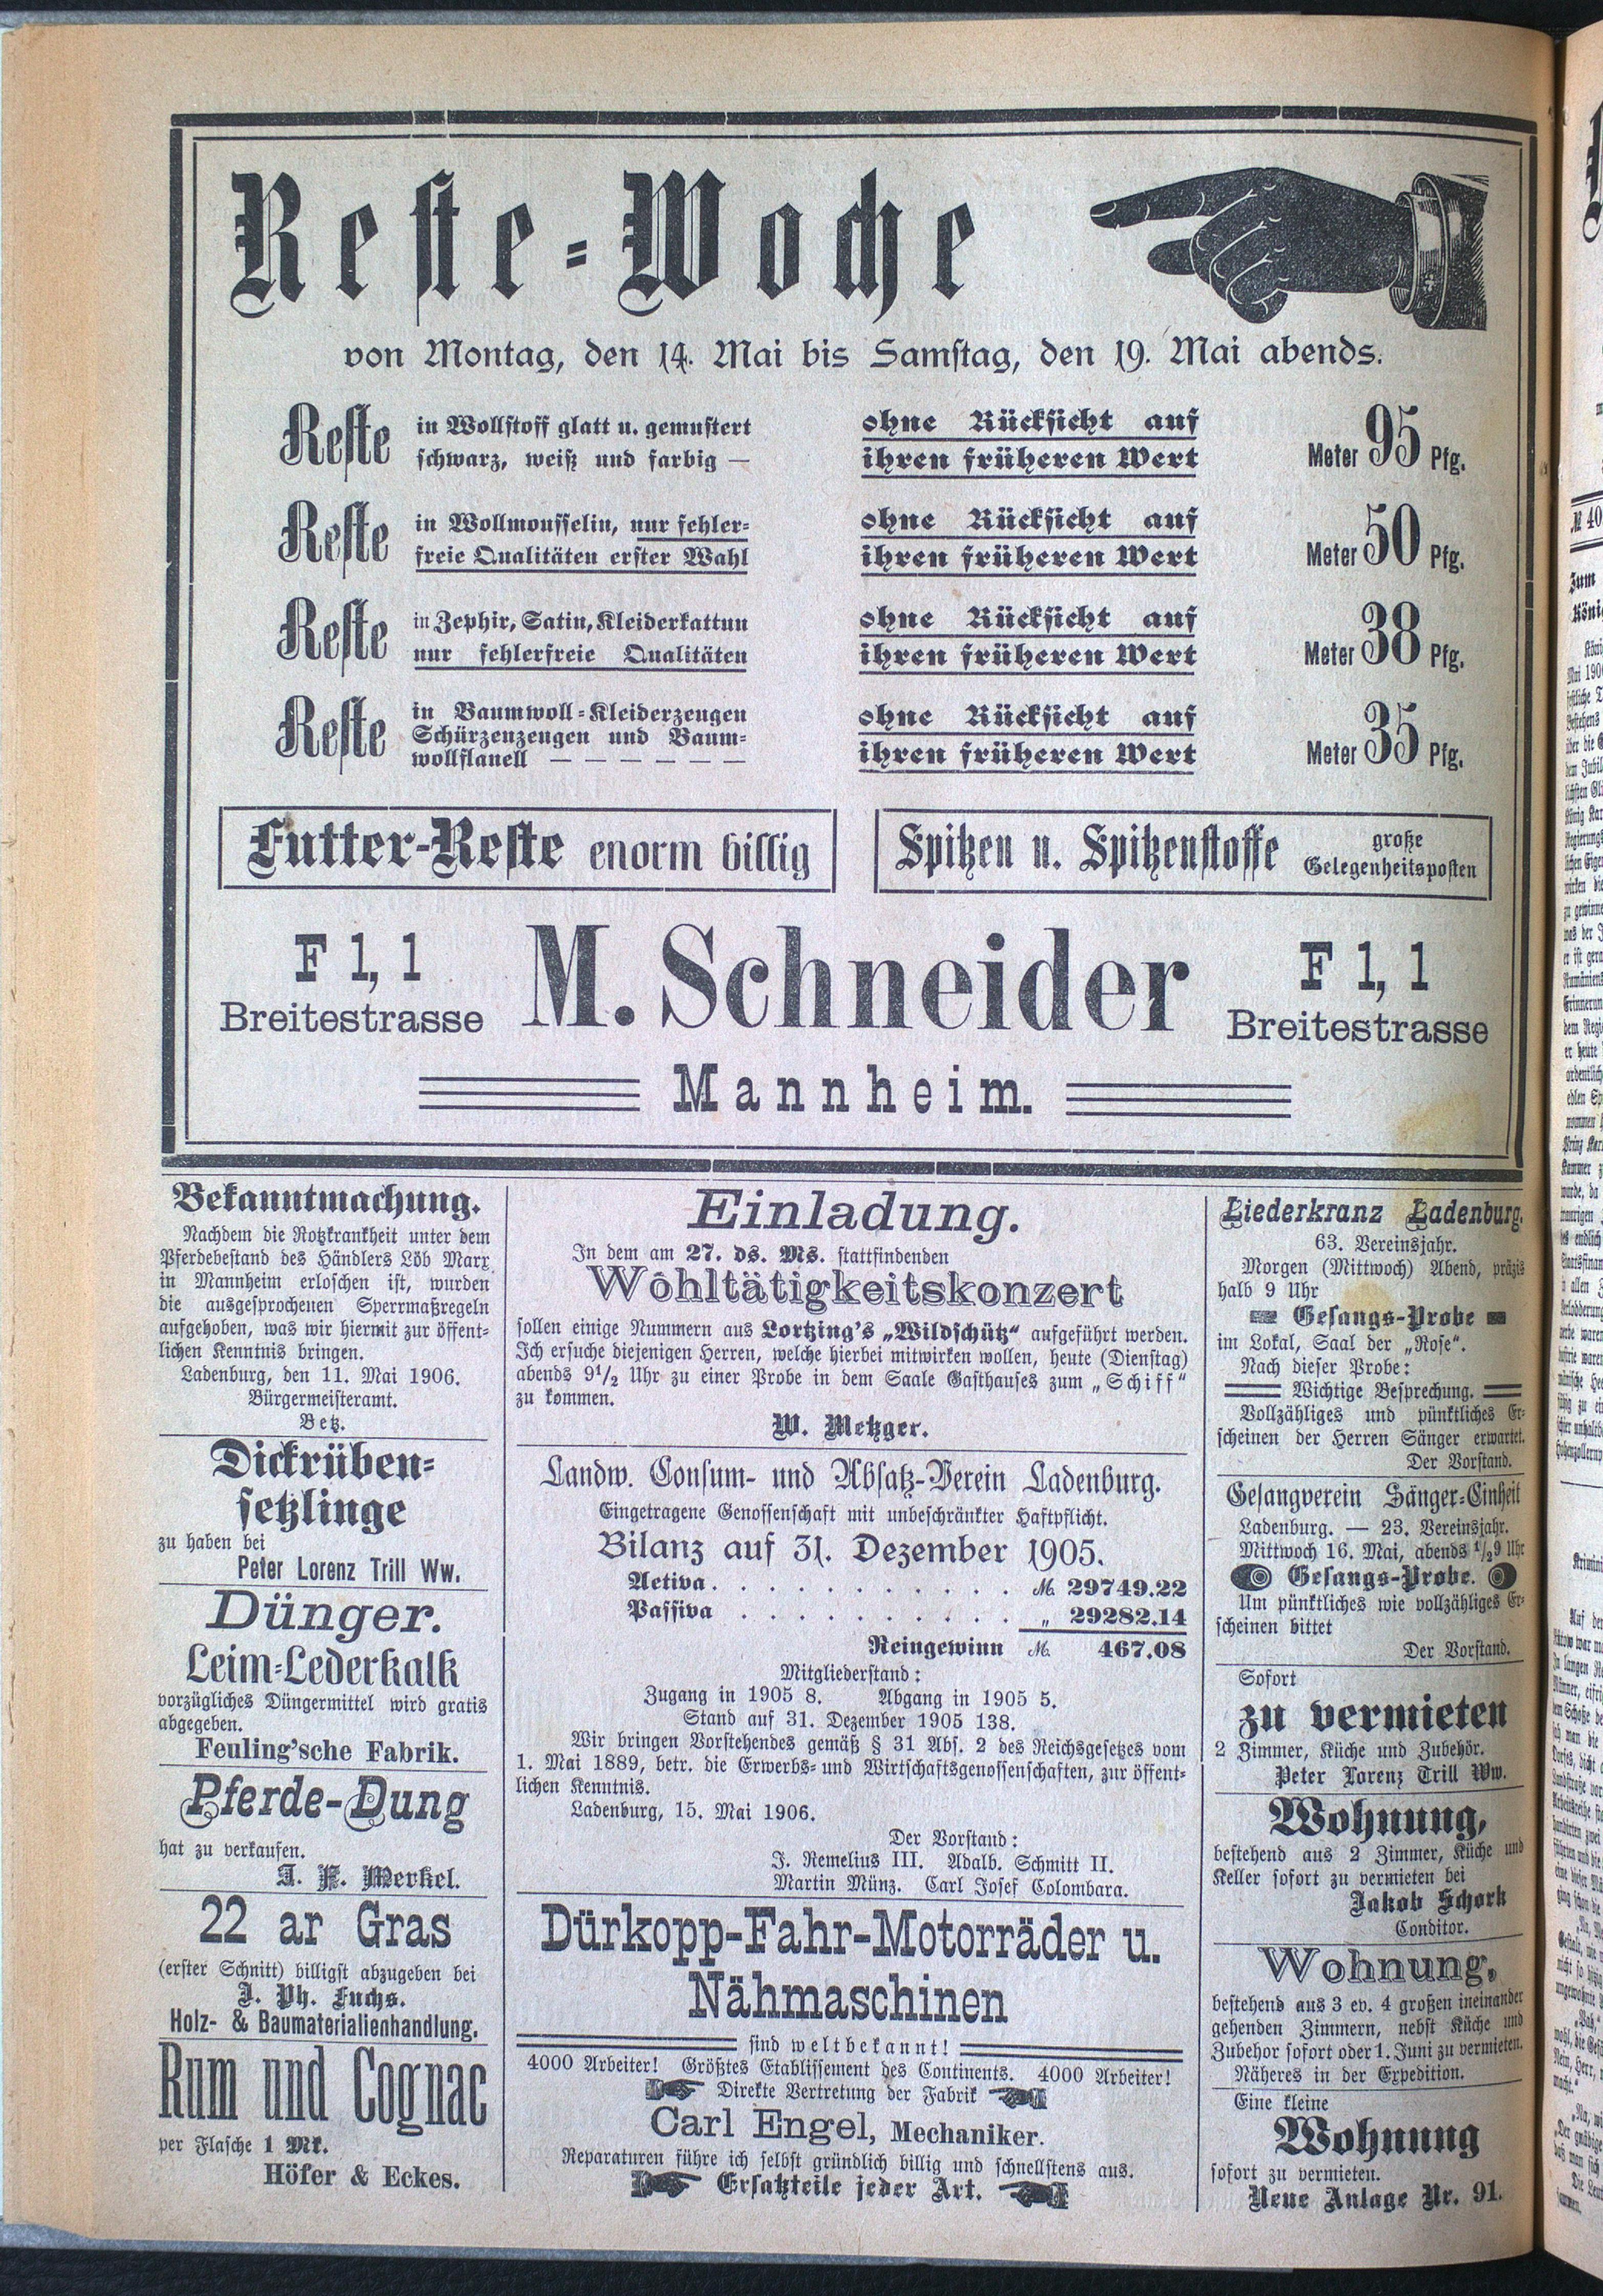 Reste-Woche
von Montag, den 14. Mai bis Samstag, den 19. Mai abends.
Reste in Wollstoff glatt u. gemustert schwarz, weiß und farbig — ohne Rücksicht auf ihren früheren Wert Meter 95 Pfg.
Reste in Wollmousselin, nur fehler-freie Qualitäten erster Wahl ohne Rücksicht auf ihren früheren Wert Meter 50 Pfg.
Reste in Zephir, Satin, Kleiderkattun nur fehlerfreie Qualitäten ohne Rücksicht auf ihren früheren Wert Meter 38 Pfg.
Reste in Baumwoll-Kleiderzeugen Schürzenzeugen und Baum-wollflanell — — — — — — ohne Rücksicht auf ihren früheren Wert Meter 35 Pfg.
Futter-Reste enorm billig
Spitzen u. Spitzenstoffe große Gelegenheitsposten
F 1, 1
Breitestrasse
M. Schneider
F 1, 1
Breitestrasse
Mannheim.
Bekanntmachung.
Nachdem die Rotzkrankheit unter dem
Pferdebestand des Händlers Löb Marx
in Mannheim erloschen ist, wurden
die ausgesprochenen Sperrmaßregeln
aufgehoben, was wir hiermit zur öffent-
lichen Kenntnis bringen.
Ladenburg, den 11. Mai 1906.
Bürgermeisteramt.
Betz.
Dickrüben-
setzlinge
zu haben bei
Peter Lorenz Trill Ww.
Dünger.
Leim-Lederkalk
vorzügliches Düngermittel wird gratis
abgegeben.
Feuling'sche Fabrik.
Pferde-Dung
hat zu verkaufen.
J. F. Merkel.
22 ar Gras
(erster Schnitt) billigst abzugeben bei
J. Ph. Fuchs.
Holz- & Baumaterialienhandlung.
Rum und Cognac
per Flasche 1 Mk.
Höfer & Eckes.
Einladung.
In dem am 27. ds. Ms. stattfindenden
Wohltätigkeitskonzert
sollen einige Nummern aus Lortzing's „Wildschütz“ aufgeführt werden.
Ich ersuche diejenigen Herren, welche hierbei mitwirken wollen, heute (Dienstag)
abends 9½ Uhr zu einer Probe in dem Saale Gasthauses zum „Schiff“
zu kommen.
W. Metzger.
Landw. Consum- und Absatz-Verein Ladenburg.
Eingetragene Genossenschaft mit unbeschränkter Haftpflicht.
Bilanz auf 31. Dezember 1905.
Activa . . . . . . . . . . . M. 29749.22
Passiva . . . . . . . . . . „ 29282.14
Reingewinn M. 467.08
Mitgliederstand:
Zugang in 1905 8. Abgang in 1905 5.
Stand auf 31. Dezember 1905 138.
Wir bringen Vorstehendes gemäß § 31 Abs. 2 des Reichsgesetzes vom
1. Mai 1889, betr. die Erwerbs- und Wirtschaftsgenossenschaften, zur öffent-
lichen Kenntnis.
Ladenburg, 15. Mai 1906.
Der Vorstand:
J. Remelius III. Adalb. Schmitt II.
Martin Münz. Carl Josef Colombara.
Dürkopp-Fahr-Motorräder u.
Nähmaschinen
sind weltbekannt!
4000 Arbeiter! Größtes Etablissement des Continents. 4000 Arbeiter!
Direkte Vertretung der Fabrik
Carl Engel, Mechaniker.
Reparaturen führe ich selbst gründlich billig und schnellstens aus.
Ersatzteile jeder Art.
Liederkranz Ladenburg.
63. Vereinsjahr.
Morgen (Mittwoch) Abend, präzis
halb 9 Uhr
Gesangs-Probe
im Lokal, Saal der „Rose“.
Nach dieser Probe:
Wichtige Besprechung.
Vollzähliges und pünktliches Er-
scheinen der Herren Sänger erwartet.
Der Vorstand.
Gesangverein Sänger-Einheit
Ladenburg. — 23. Vereinsjahr.
Mittwoch 16. Mai, abends ½9 Uhr
Gesangs-Probe.
Um pünktliches wie vollzähliges Er-
scheinen bittet
Der Vorstand.
Sofort
zu vermieten
2 Zimmer, Küche und Zubehör.
Peter Lorenz Trill Ww.
Wohnung,
bestehend aus 2 Zimmer, Küche und
Keller sofort zu vermieten bei
Jakob Schork
Conditor.
Wohnung,
bestehend aus 3 ev. 4 großen ineinander
gehenden Zimmern, nebst Küche und
Zubehör sofort oder 1. Juni zu vermieten.
Näheres in der Expedition.
Eine kleine
Wohnung
sofort zu vermieten.
Neue Anlage Nr. 91.